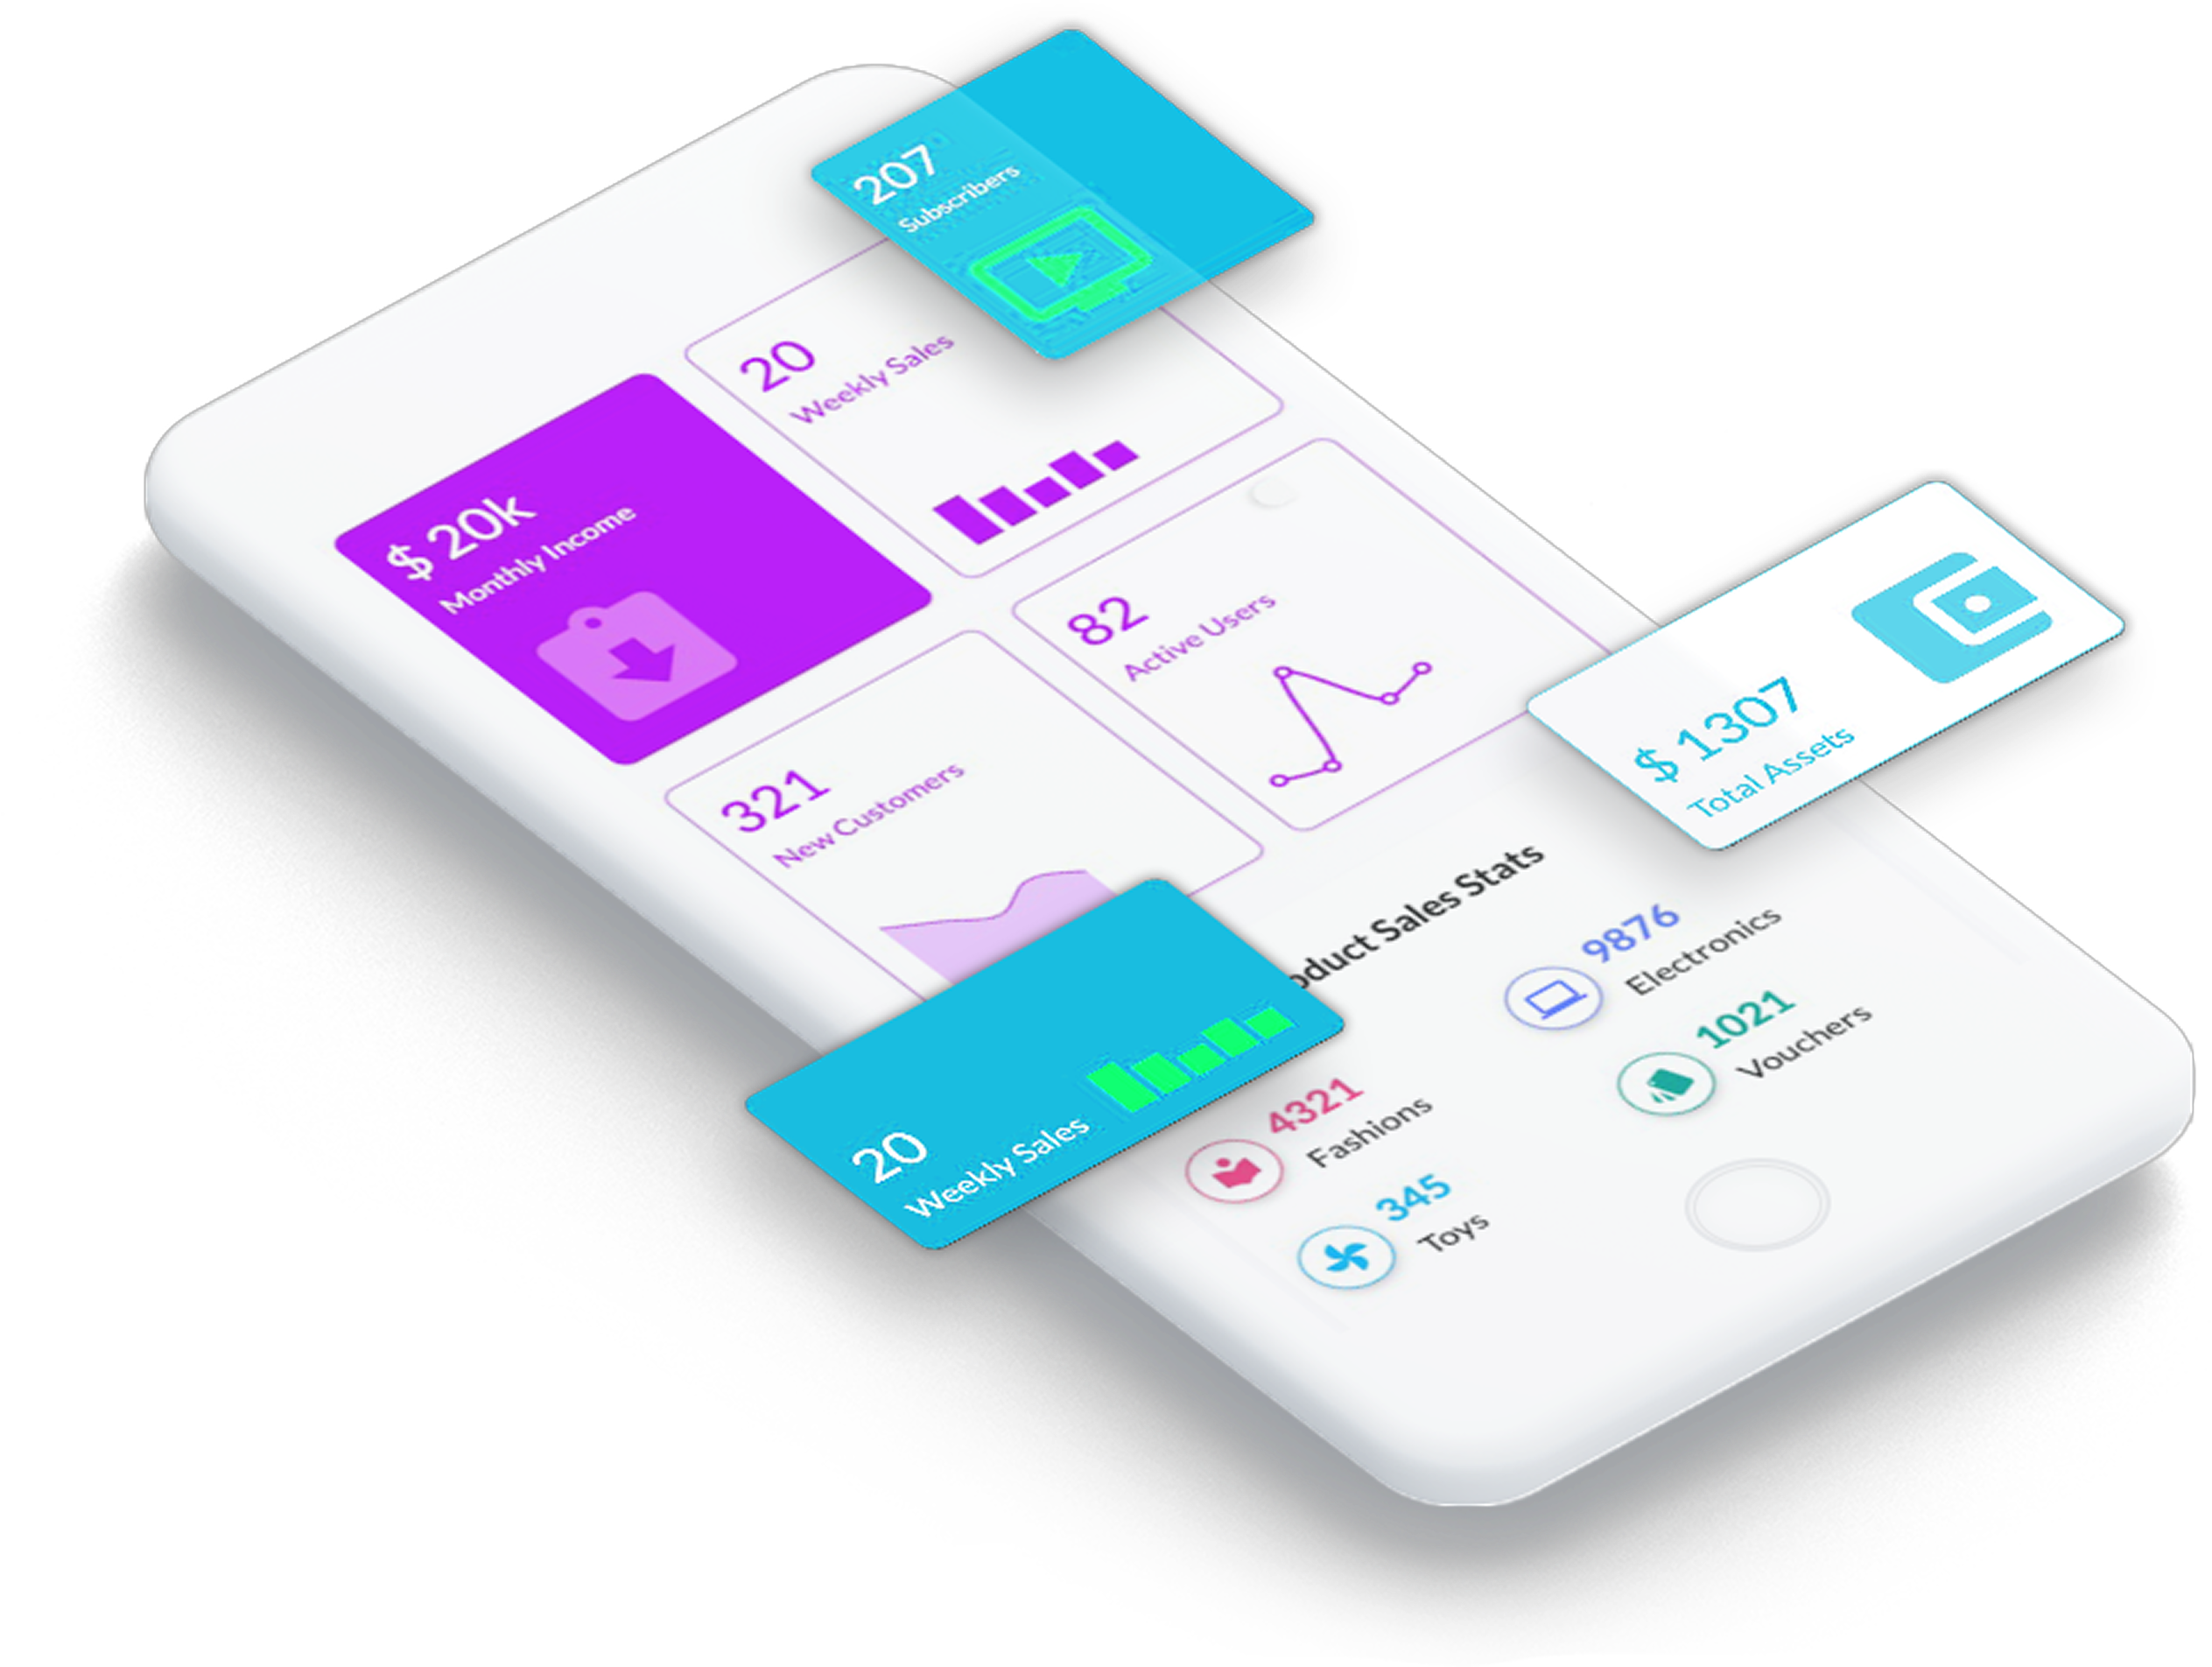 207
Subscribers
20
Weekly Sales
$ 20k
Monthly Income
82
Active Users
321
New Customers
$ 1307
Total Assets
20
Weekly Sales
oduct Sales Stats
9876
Electronics
1021
Vouchers
4321
Fashions
345
Toys